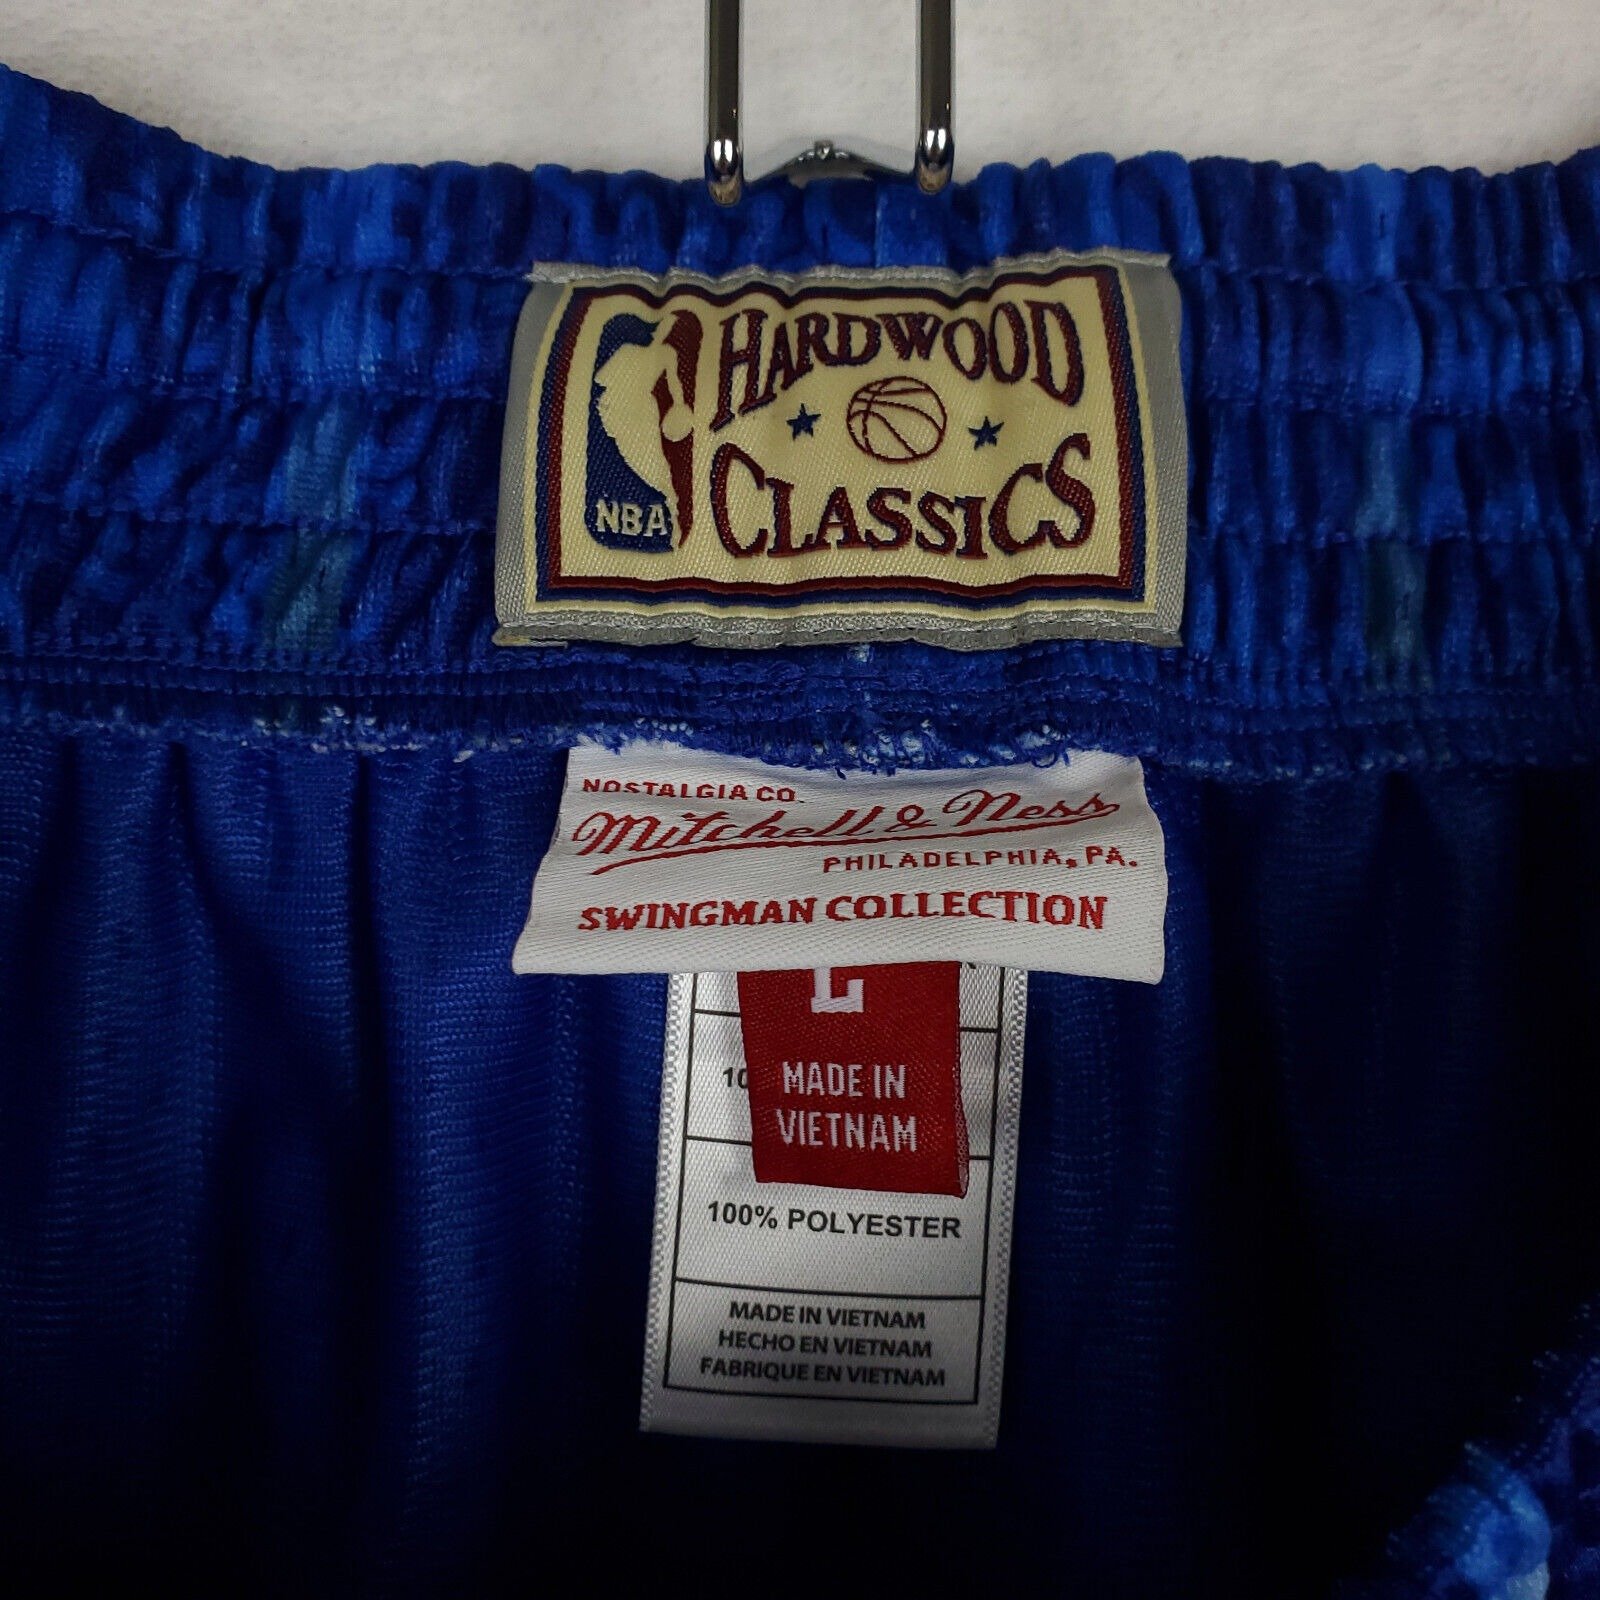 HARDWOOD
CLASSICS
NBA
NOSTALGIA CO.
Mitchell & Ness
PHILADELPHIA, PA.
SWINGMAN COLLECTION
L
MADE IN
VIETNAM
100% POLYESTER
MADE IN VIETNAM
HECHO EN VIETNAM
FABRIQUE EN VIETNAM